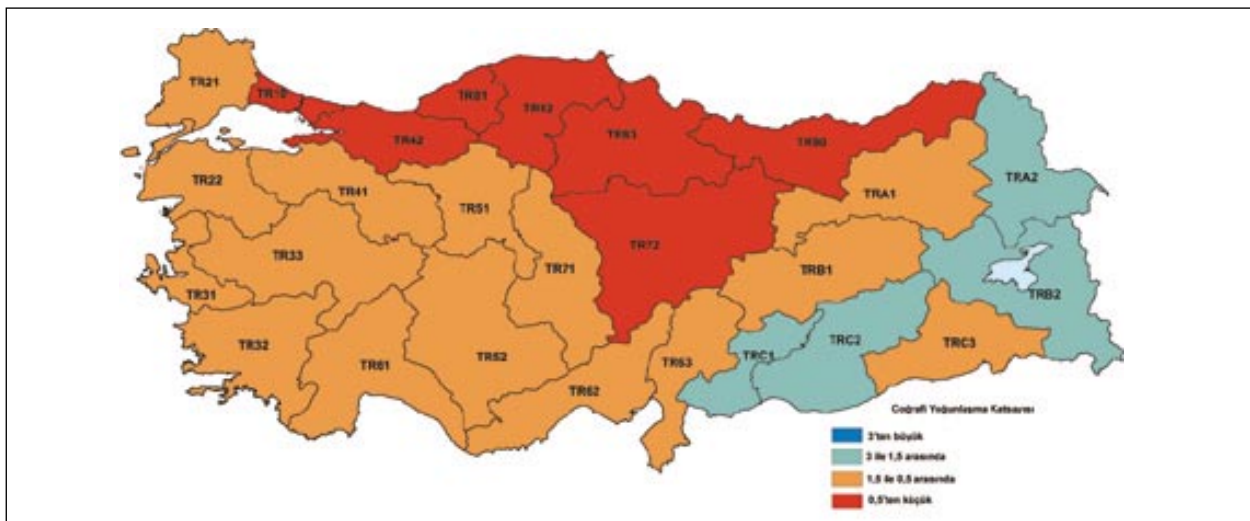 TR21
TR10
TR81
TR82
TR83
TR90
TR42
TRA2
TRA1
TR22
TR41
TR51
TR72
TR33
TR71
TRB1
TRB2
TR31
TR32
TR61
TR52
TR62
TR63
TRC1
TRC2
TRC3
Coğrafi Yoğunlaşma Katsayısı
3'ten büyük
3 ile 1,5 arasında
1,5 ile 0,5 arasında
0,5'ten küçük